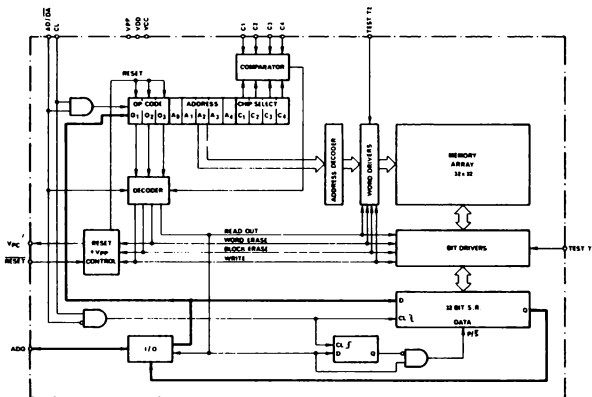 AD/DA
CL
VPP
VDD
VCC
C1
C2
C3
C4
TEST T2
COMPARATOR
RESET
OP CODE
ADDRESS
CHIP SELECT
O1 O2 O3 A0 A1 A2 A3 A4 C1 C2 C3 C4
ADDRESS DECODER
WORD DRIVERS
MEMORY
ARRAY
32 x 32
DECODER
READ OUT
WORD ERASE
BLOCK ERASE
WRITE
VPC
RESET
RESET
+ VPP
CONTROL
BIT DRIVERS
D
32 BIT S.R.
CL
DATA
P/S
ADO
I/O
CL
D
Q